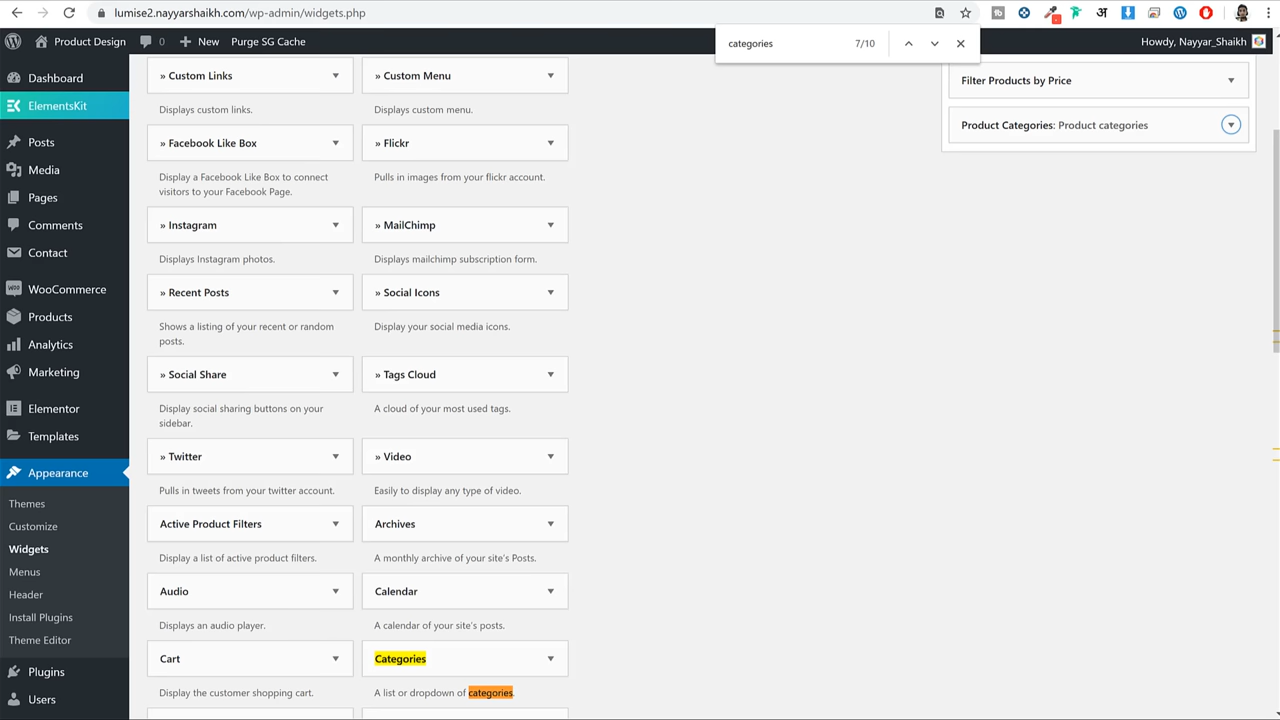 lumise2.nayyarshaikh.com/wp-admin/widgets.php
Product Design
0
New
Purge SG Cache
categories
7/10
Howdy, Nayyar_Shaikh
Dashboard
ElementsKit
Posts
Media
Pages
Comments
Contact
WooCommerce
Products
Analytics
Marketing
Elementor
Templates
Appearance
Themes
Customize
Widgets
Menus
Header
Install Plugins
Theme Editor
Plugins
Users
» Custom Links
Displays custom links.
» Custom Menu
Displays custom menu.
» Facebook Like Box
Display a Facebook Like Box to connect
visitors to your Facebook Page.
» Flickr
Pulls in images from your flickr account.
» Instagram
Displays Instagram photos.
» MailChimp
Displays mailchimp subscription form.
» Recent Posts
Shows a listing of your recent or random
posts.
» Social Icons
Display your social media icons.
» Social Share
Display social sharing buttons on your
sidebar.
» Tags Cloud
A cloud of your most used tags.
» Twitter
Pulls in tweets from your twitter account.
» Video
Easily to display any type of video.
Active Product Filters
Display a list of active product filters.
Archives
A monthly archive of your site's Posts.
Audio
Displays an audio player.
Calendar
A calendar of your site's posts.
Cart
Display the customer shopping cart.
Categories
A list or dropdown of categories.
Filter Products by Price
Product Categories: Product categories